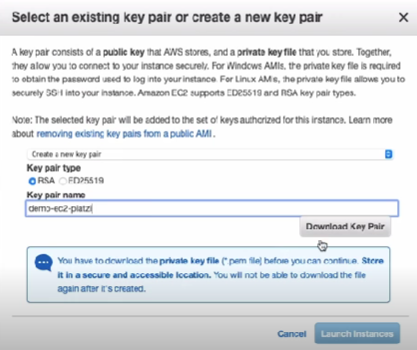 Select an existing key pair or create a new key pair
A key pair consists of a public key that AWS stores, and a private key file that you store. Together,
they allow you to connect to your instance securely. For Windows AMIs, the private key file is required
to obtain the password used to log into your instance. For Linux AMIs, the private key file allows you to
securely SSH into your instance. Amazon EC2 supports ED25519 and RSA key pair types.
Note: The selected key pair will be added to the set of keys authorized for this instance. Learn more
about removing existing key pairs from a public AMI .
Create a new key pair
Key pair type
RSA ED25519
Key pair name
demo-ec2-platzi
Download Key Pair
You have to download the private key file (*.pem file) before you can continue. Store
it in a secure and accessible location. You will not be able to download the file
again after it's created.
Cancel Launch Instances